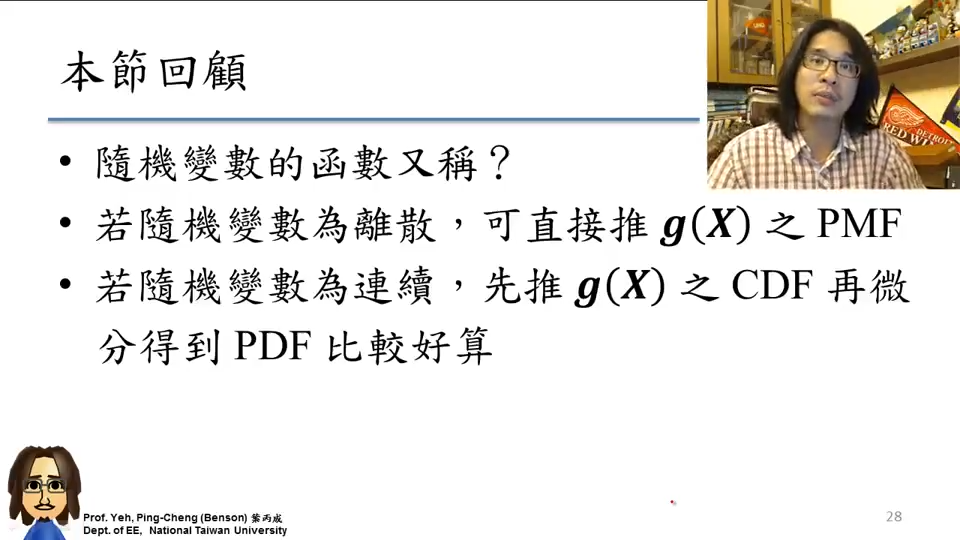 本節回顧
• 隨機變數的函數又稱？
• 若隨機變數為離散，可直接推 g(X) 之 PMF
• 若隨機變數為連續，先推 g(X) 之 CDF 再微
分得到 PDF 比較好算
DETROIT
RED WI
Prof. Yeh, Ping-Cheng (Benson) 葉丙成
Dept. of EE, National Taiwan University
28